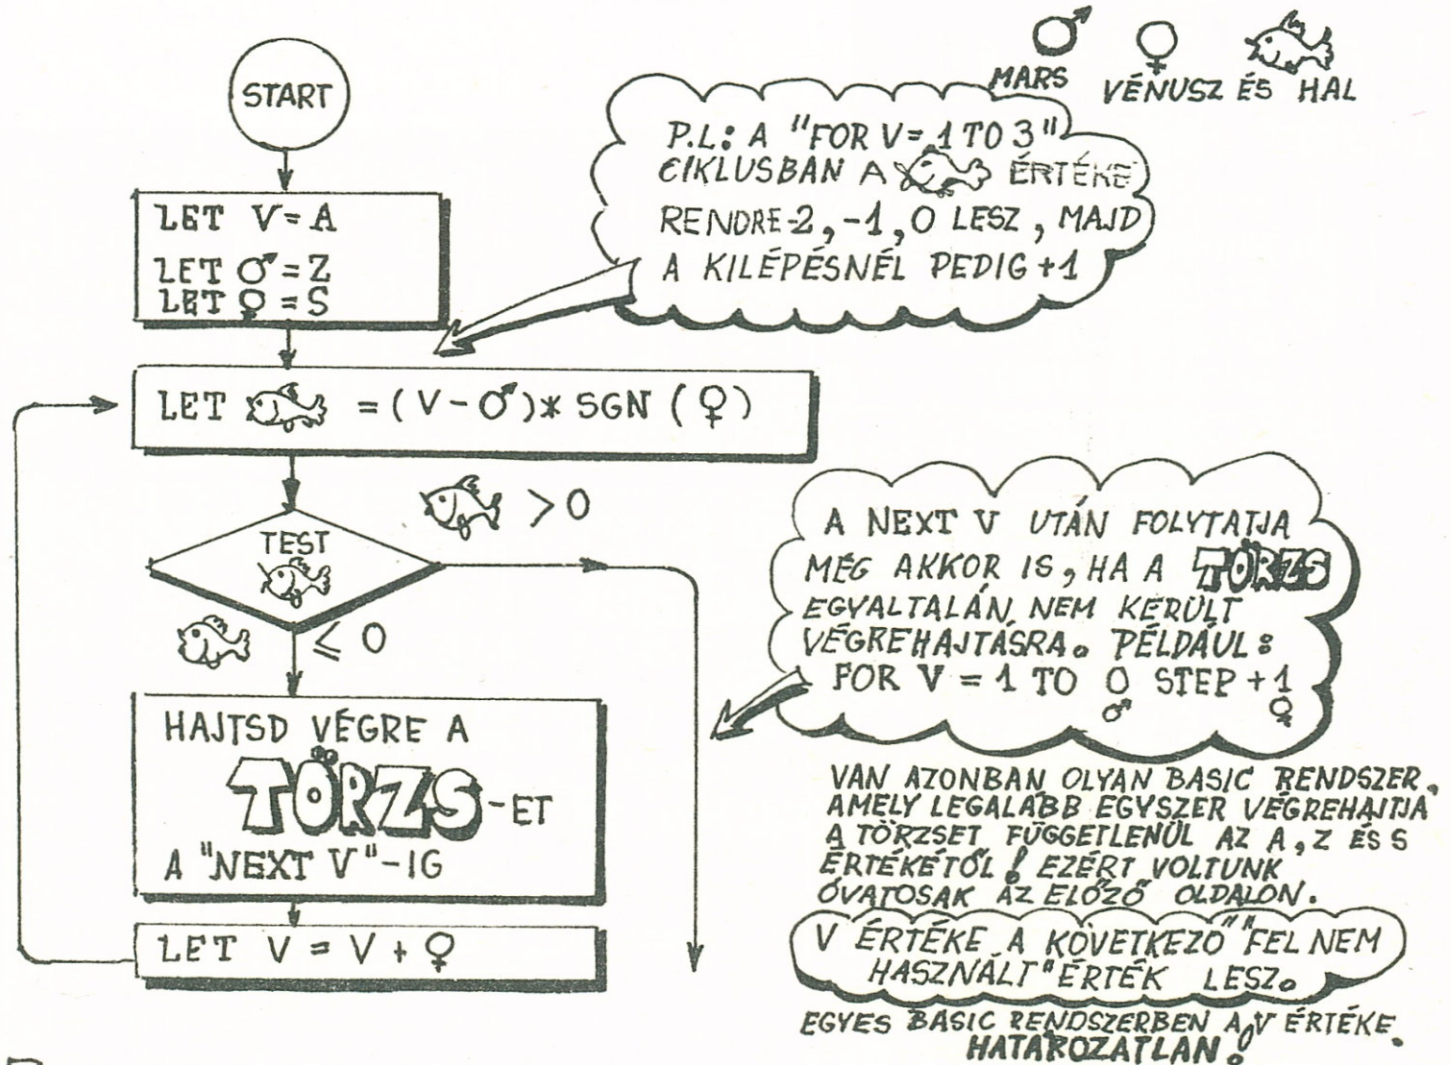 ♂ ♀
MARS VÉNUSZ ÉS HAL
START
P.L.: A "FOR V = 1 TO 3"
CIKLUSBAN A ÉRTÉKE
RENDRE -2, -1, 0 LESZ, MAJD
A KILÉPÉSNÉL PEDIG +1
LET V = A
LET ♂ = Z
LET ♀ = S
LET = (V - ♂) * SGN (♀)
> 0
TEST
≤ 0
A NEXT V UTÁN FOLYTATJA
MÉG AKKOR IS, HA A TÖRZS
EGYALTALÁN NEM KERÜLT
VÉGREHAJTÁSRA. PÉLDÁUL:
FOR V = 1 TO 0 STEP +1
♂ ♀
HAJTSD VÉGRE A
TÖRZS-ET
A "NEXT V"-IG
LET V = V + ♀
VAN AZONBAN OLYAN BASIC RENDSZER,
AMELY LEGALÁBB EGYSZER VÉGREHAJTJA
A TÖRZSET FÜGGETLENÜL AZ A, Z ÉS S
ÉRTÉKÉTŐL! EZÉRT VOLTUNK
ÓVATOSAK AZ ELŐZŐ OLDALON.
V ÉRTÉKE A KÖVETKEZŐ "FEL NEM
HASZNÁLT" ÉRTÉK LESZ.
EGYES BASIC RENDSZERBEN A V ÉRTÉKE
HATÁROZATLAN!